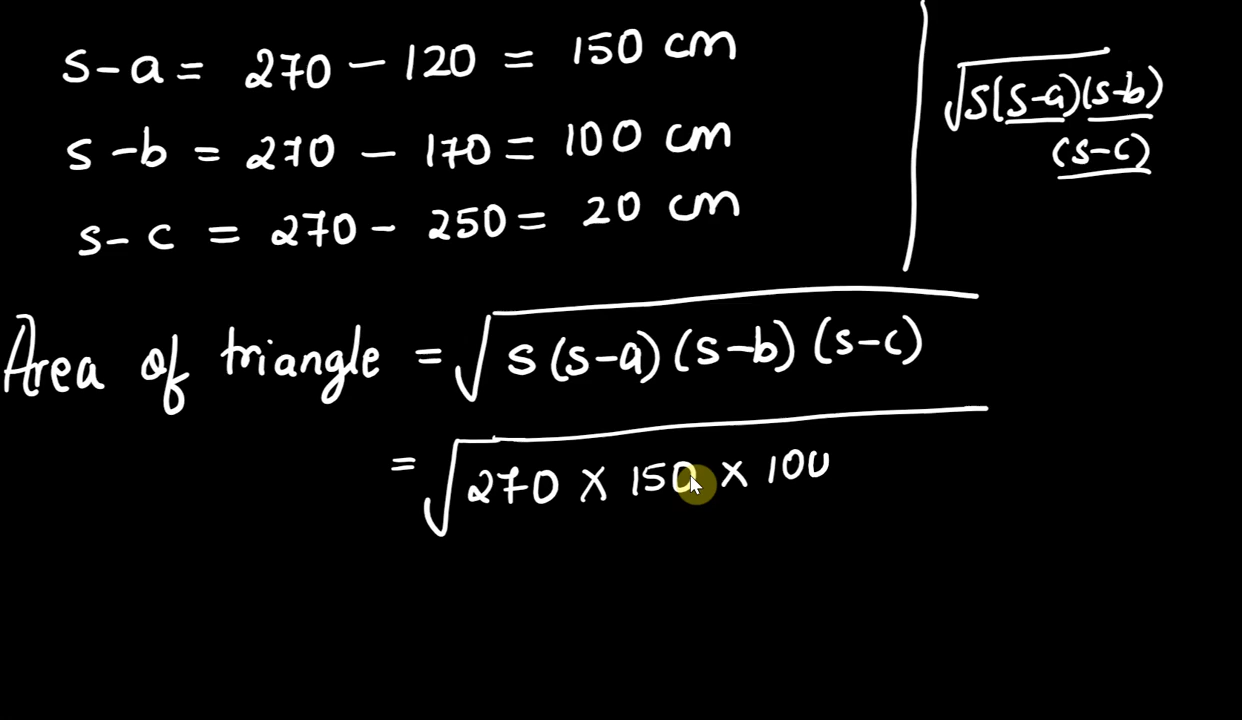 s-a = 270 - 120 = 150 cm
s-b = 270 - 170 = 100 cm
s-c = 270 - 250 = 20 cm
√s(s-a)(s-b)
(s-c)
Area of triangle = √s(s-a)(s-b)(s-c)
= √270 × 150 × 100